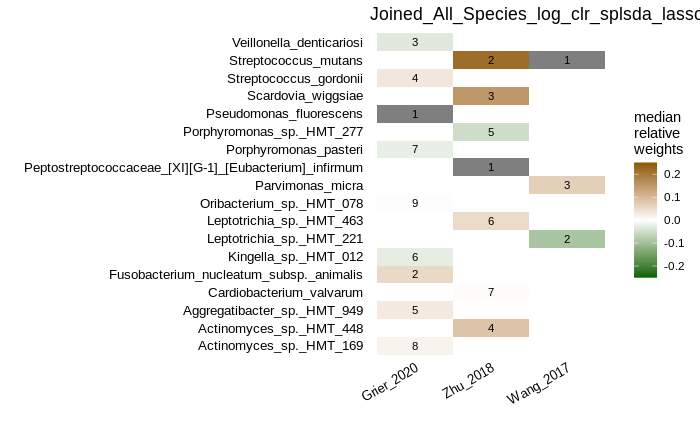 Joined_All_Species_log_clr_splsda_lasso
Veillonella_denticariosi 3
Streptococcus_mutans 2 1
Streptococcus_gordonii 4
Scardovia_wiggsiae 3
Pseudomonas_fluorescens 1
Porphyromonas_sp._HMT_277 5
Porphyromonas_pasteri 7
Peptostreptococcaceae_[XI][G-1]_[Eubacterium]_infirmum 1
Parvimonas_micra 3
Oribacterium_sp._HMT_078 9
Leptotrichia_sp._HMT_463 6
Leptotrichia_sp._HMT_221 2
Kingella_sp._HMT_012 6
Fusobacterium_nucleatum_subsp._animalis 2
Cardiobacterium_valvarum 7
Aggregatibacter_sp._HMT_949 5
Actinomyces_sp._HMT_448 4
Actinomyces_sp._HMT_169 8
Grier_2020 Zhu_2018 Wang_2017
median
relative
weights
0.2
0.1
0.0
-0.1
-0.2